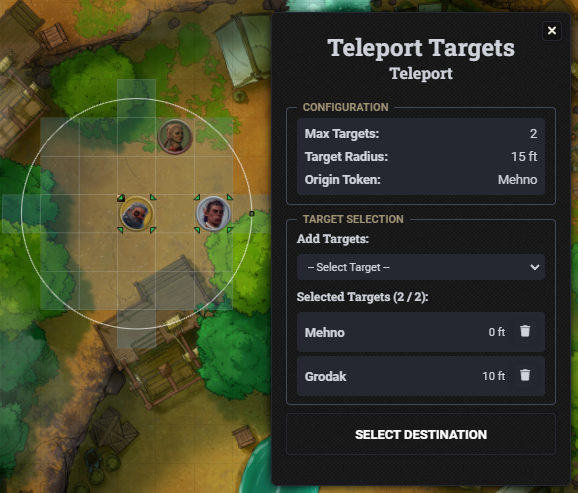 Teleport Targets
Teleport
CONFIGURATION
Max Targets: 2
Target Radius: 15 ft
Origin Token: Mehno
TARGET SELECTION
Add Targets:
-- Select Target --
Selected Targets (2 / 2):
Mehno 0 ft
Grodak 10 ft
SELECT DESTINATION